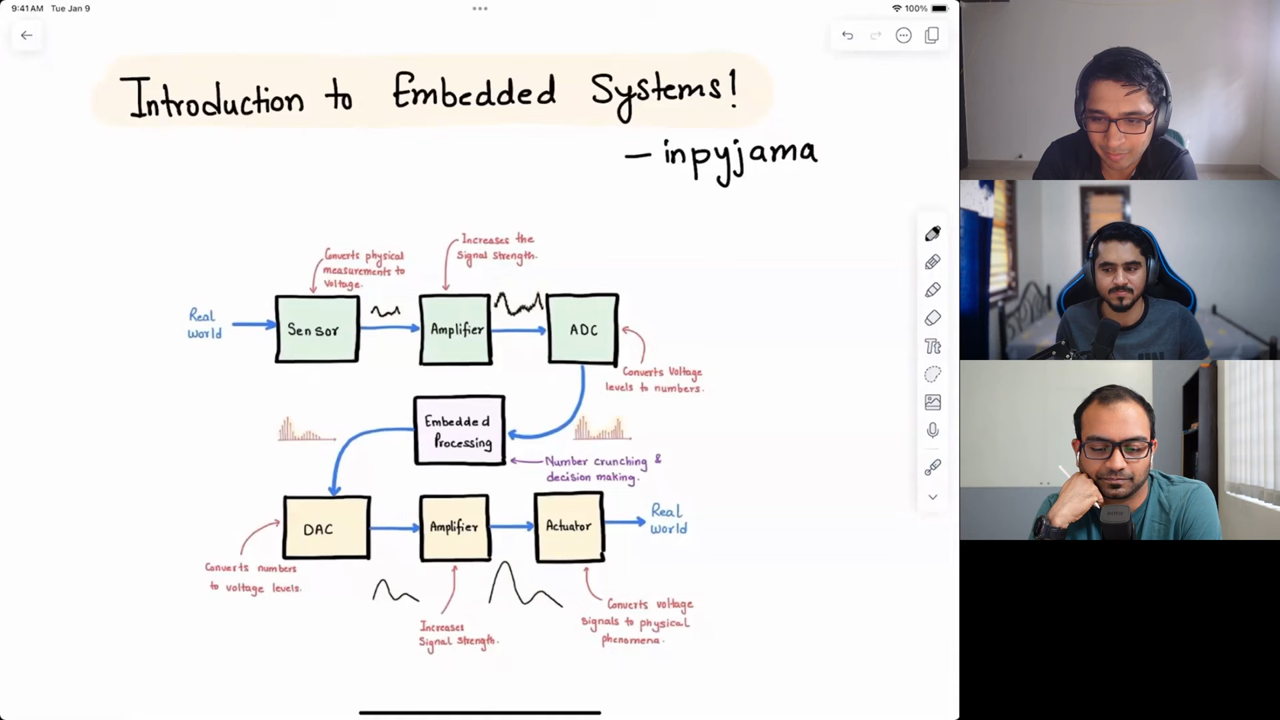 9:41 AM Tue Jan 9
100%
Introduction to Embedded Systems!
– inpyjama
Converts physical
measurements to
Voltage.
Increases the
Signal Strength.
Real
World
Sensor
Amplifier
ADC
Converts Voltage
levels to numbers.
Embedded
Processing
Number crunching &
decision making.
DAC
Amplifier
Actuator
Real
World
Converts numbers
to voltage levels.
Increases
Signal Strength.
Converts voltage
signals to physical
phenomena.
Tt